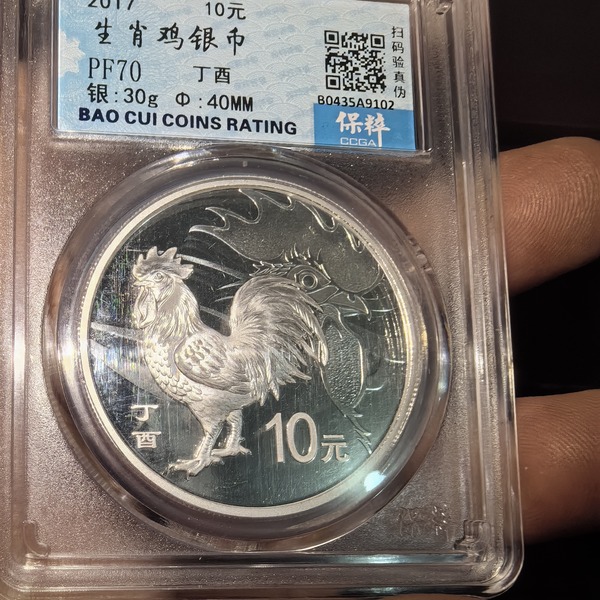 2017 10元
生肖鸡银币
PF70 丁酉
银:30g Φ:40MM
BAO CUI COINS RATING
扫码验真伪
B0435A9102
保粹
CCGA
丁酉
10元